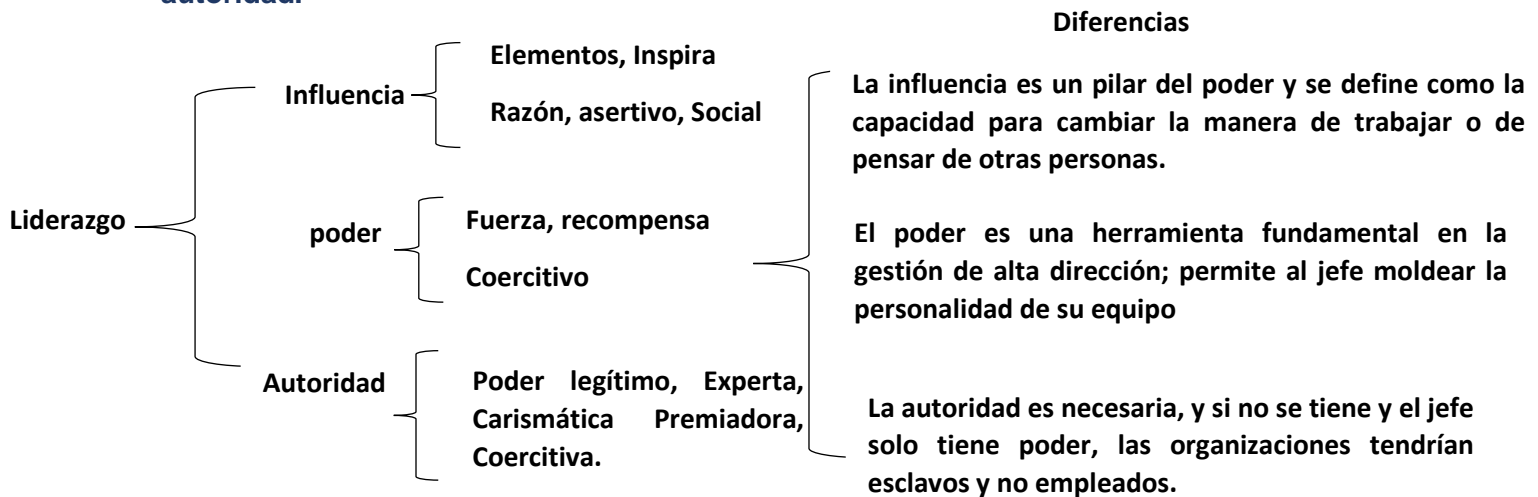 autoridad.
Diferencias
Elementos, Inspira
Influencia
Razón, asertivo, Social
La influencia es un pilar del poder y se define como la
capacidad para cambiar la manera de trabajar o de
pensar de otras personas.
Liderazgo
poder
Fuerza, recompensa
Coercitivo
El poder es una herramienta fundamental en la
gestión de alta dirección; permite al jefe moldear la
personalidad de su equipo
Autoridad
Poder legítimo, Experta,
Carismática Premiadora,
Coercitiva.
La autoridad es necesaria, y si no se tiene y el jefe
solo tiene poder, las organizaciones tendrían
esclavos y no empleados.